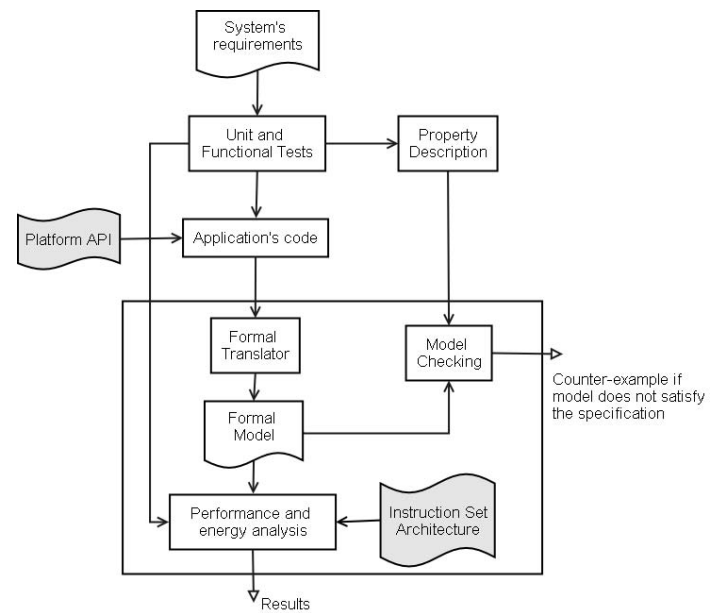 System's
requirements
Unit and
Functional Tests
Property
Description
Platform API
Application's code
Formal
Translator
Model
Checking
Counter-example if
model does not satisfy
the specification
Formal
Model
Performance and
energy analysis
Instruction Set
Architecture
Results